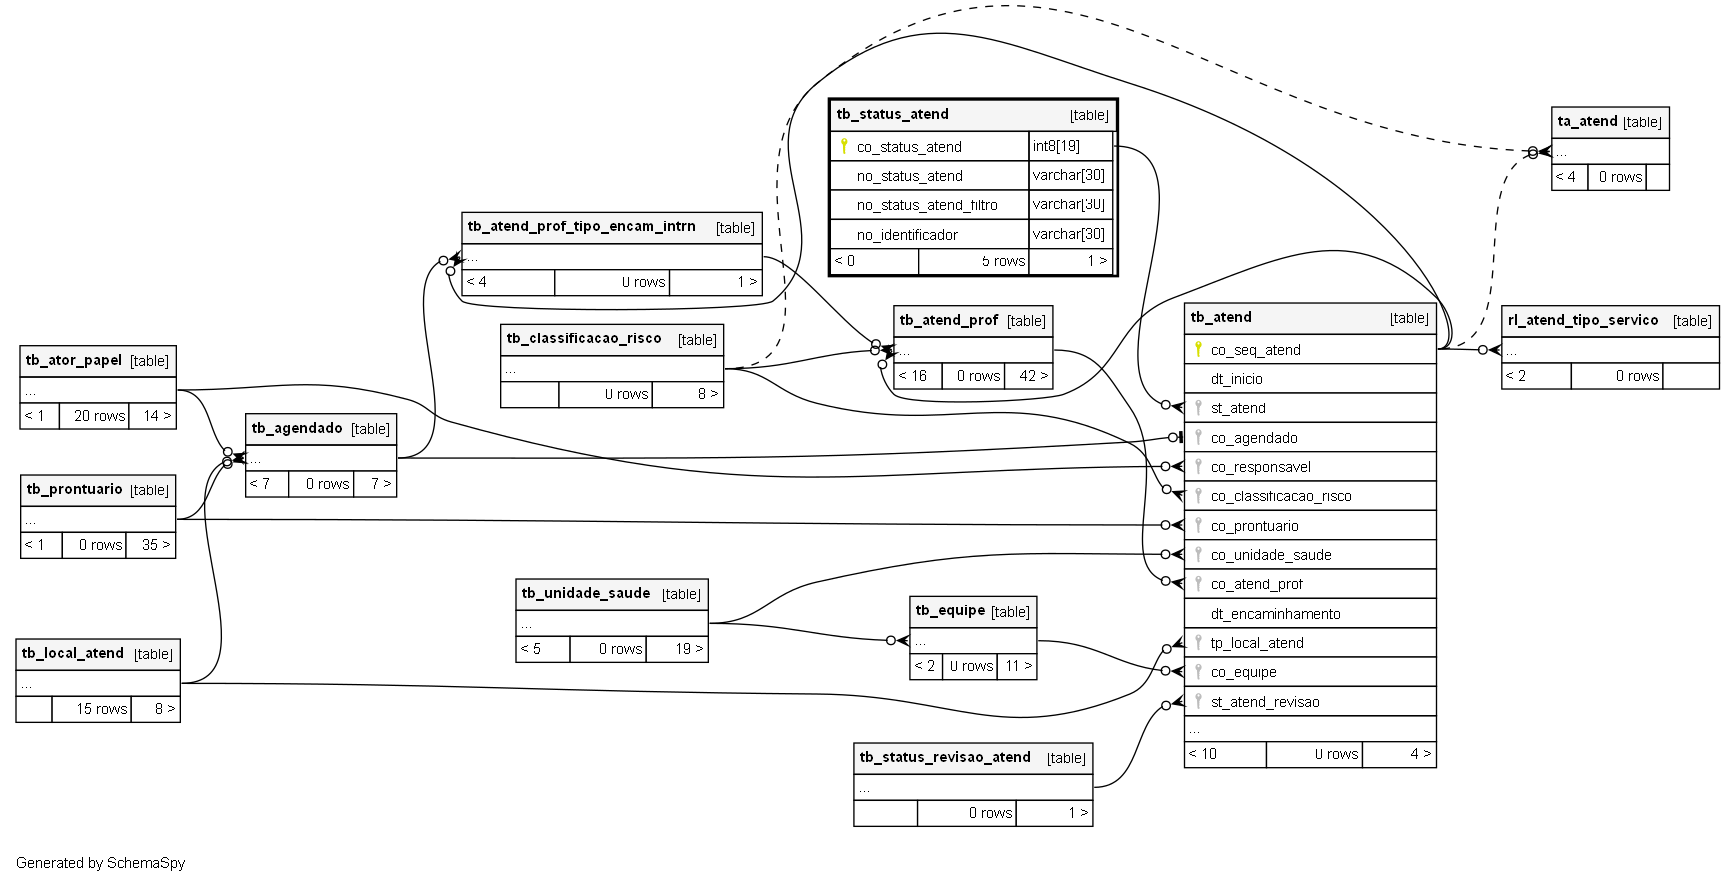 ta_atend [table]
...
< 4 0 rows
tb_status_atend [table]
co_status_atend int8[19]
no_status_atend varchar[30]
no_status_atend_filtro varchar[30]
no_identificador varchar[30]
< 0 5 rows 1 >
tb_atend_prof_tipo_encam_intrn [table]
...
< 4 0 rows 1 >
tb_classificacao_risco [table]
...
0 rows 8 >
tb_atend_prof [table]
...
< 16 0 rows 42 >
tb_atend [table]
co_seq_atend
dt_inicio
st_atend
co_agendado
co_responsavel
co_classificacao_risco
co_prontuario
co_unidade_saude
co_atend_prof
dt_encaminhamento
tp_local_atend
co_equipe
st_atend_revisao
...
< 10 0 rows 4 >
rl_atend_tipo_servico [table]
...
< 2 0 rows
tb_ator_papel [table]
...
< 1 20 rows 14 >
tb_agendado [table]
...
< 7 0 rows 7 >
tb_prontuario [table]
...
< 1 0 rows 35 >
tb_local_atend [table]
...
15 rows 8 >
tb_unidade_saude [table]
...
< 5 0 rows 19 >
tb_equipe [table]
...
< 2 0 rows 11 >
tb_status_revisao_atend [table]
...
0 rows 1 >
Generated by SchemaSpy